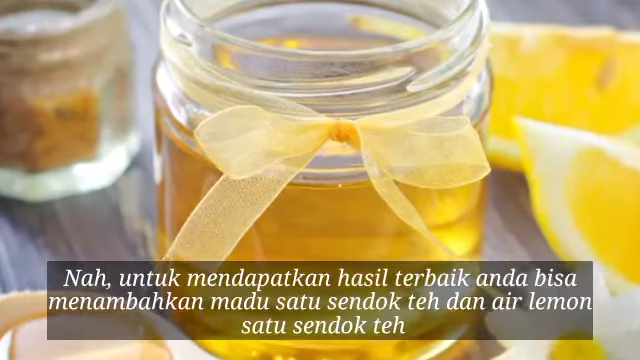 Nah, untuk mendapatkan hasil terbaik anda bisa
menambahkan madu satu sendok teh dan air lemon
satu sendok teh